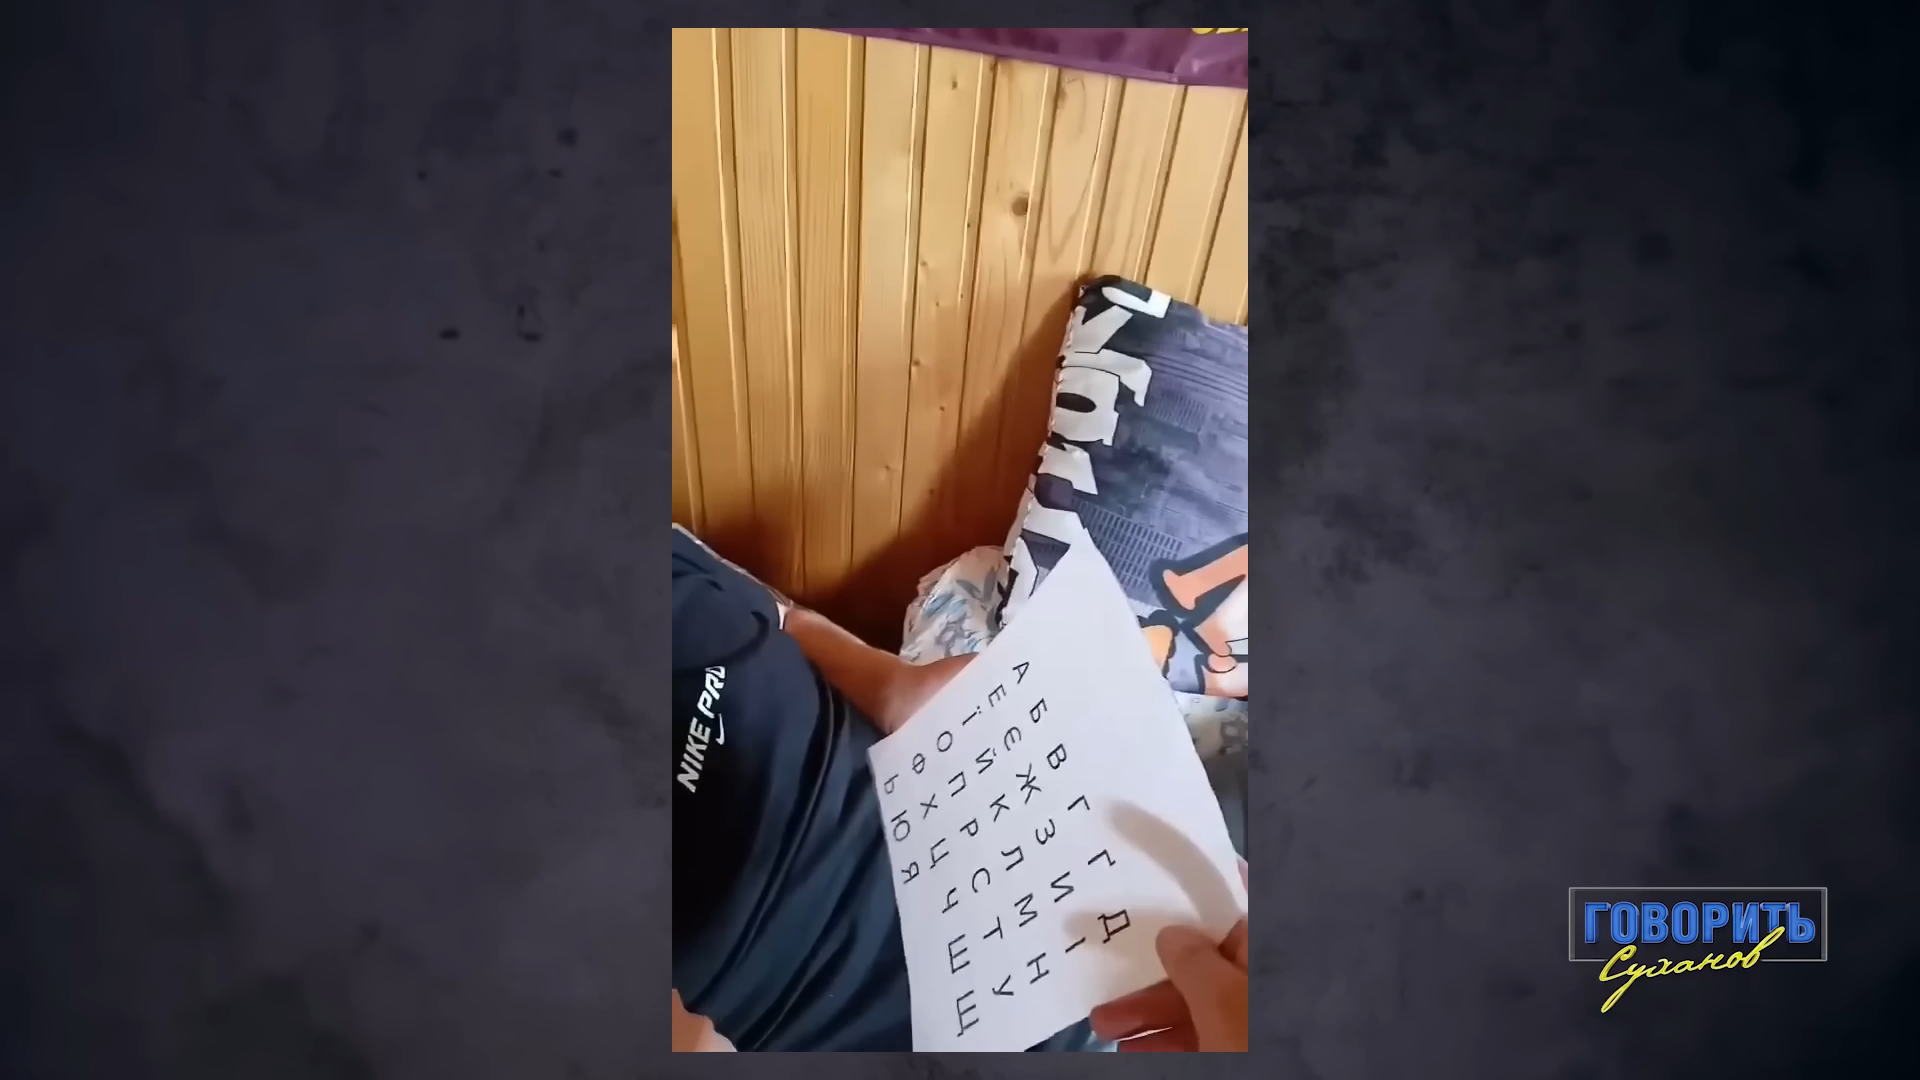 NIKE PRO
А Б В Г Ґ Д
Е Є Ж З И І
Ї Й К Л М Н
О П Р С Т У
Ф Х Ц Ч Ш Щ
Ь Ю Я
ГОВОРИТЬ
Суханов